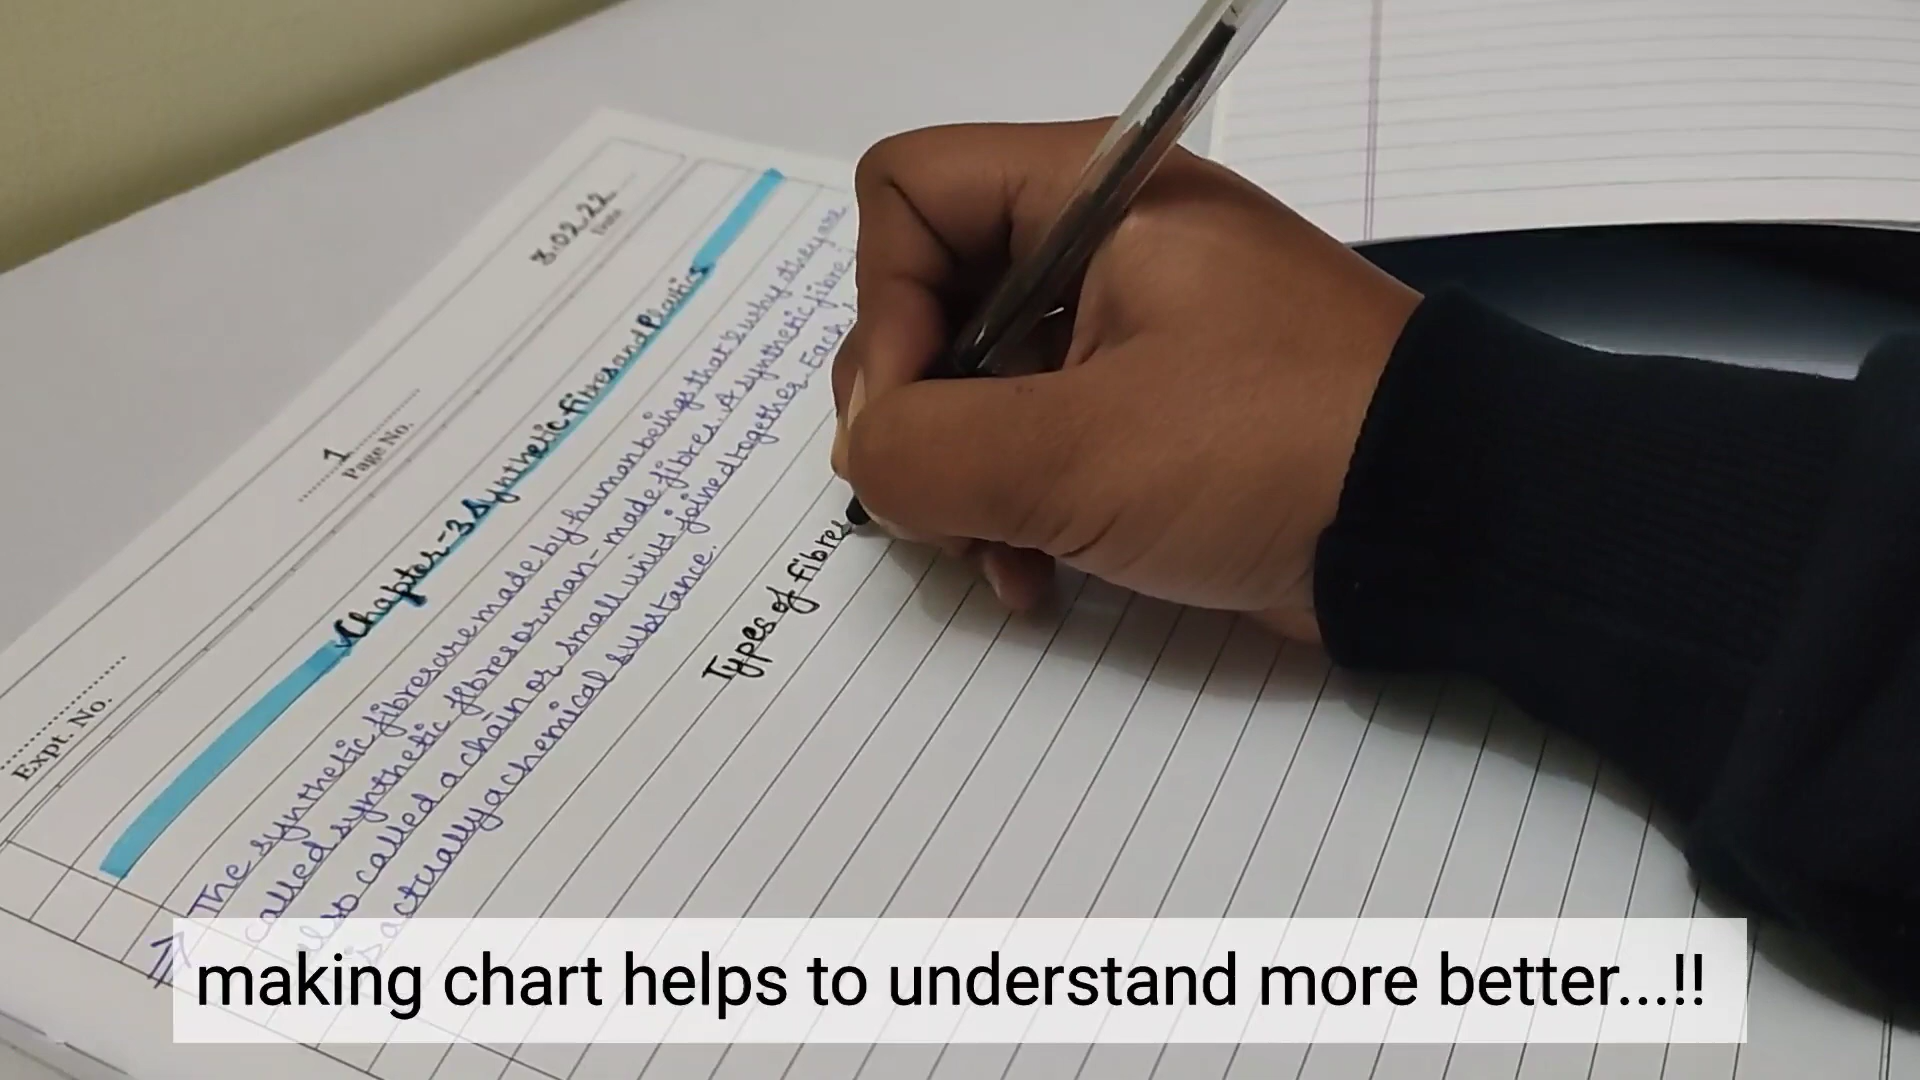 8.02.22
Date
1
Page No.
Expt. No.
Chapter-3 Synthetic fibres and Plastics
The synthetic fibres are made by human beings that is why they are
called synthetic fibres or man-made fibres. A synthetic fibre
also called a chain or small units joined together. Each
is actually a chemical substance.
Types of fibres
making chart helps to understand more better...!!